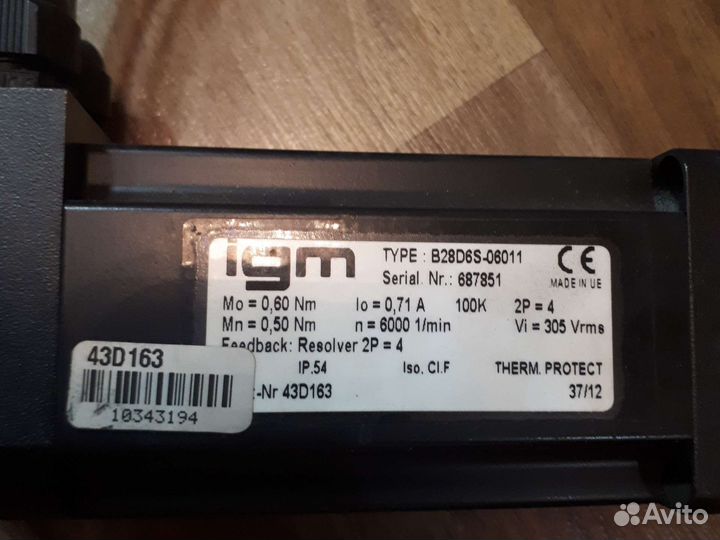 igm
TYPE : B28D6S-06011
Serial. Nr.: 687851
CE
MADE IN UE
Mo = 0,60 Nm Io = 0,71 A 100K 2P = 4
Mn = 0,50 Nm n = 6000 1/min Vi = 305 Vrms
Feedback: Resolver 2P = 4
IP.54 Iso. Cl.F THERM. PROTECT
-Nr 43D163 37/12
43D163
10343194
Avito